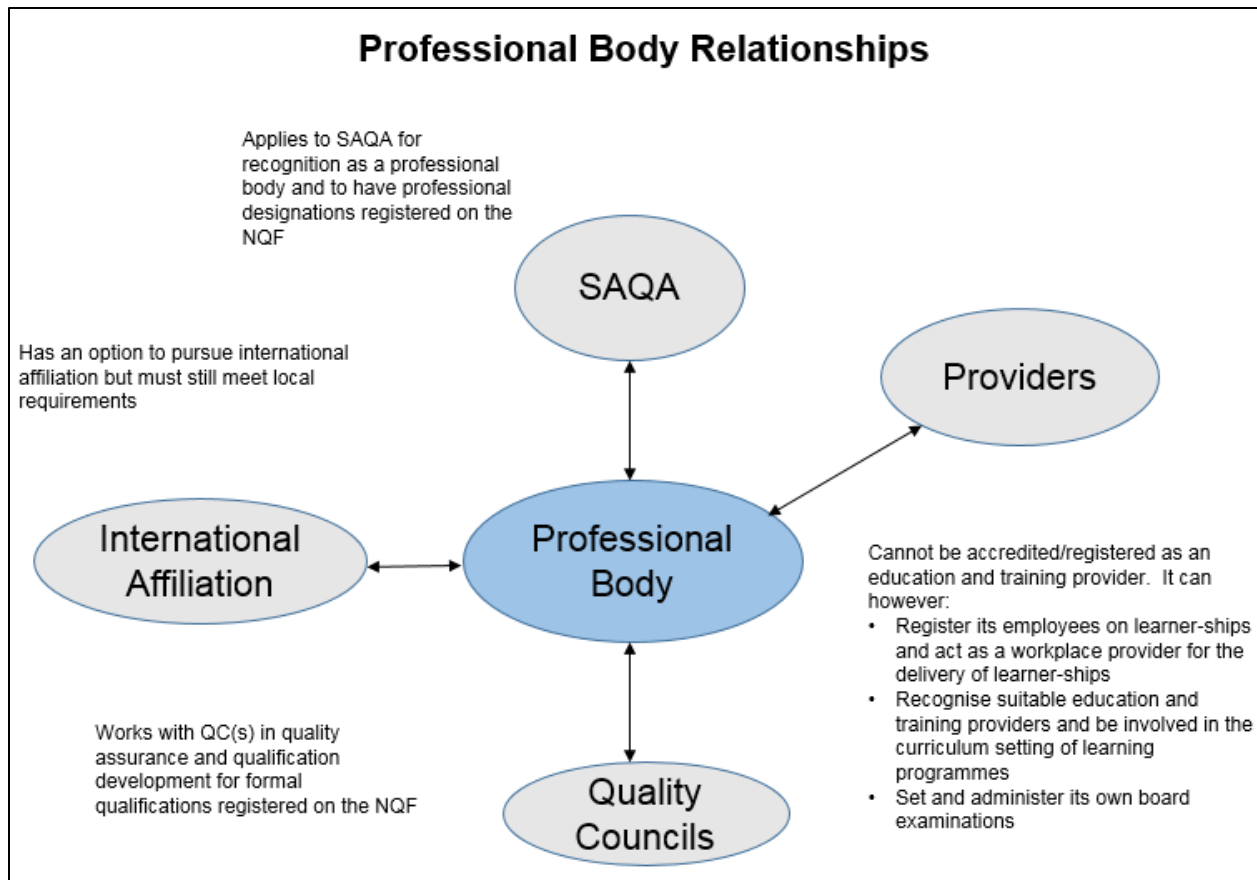 Professional Body Relationships
Applies to SAQA for
recognition as a professional
body and to have professional
designations registered on the
NQF
SAQA
Has an option to pursue international
affiliation but must still meet local
requirements
Providers
International
Affiliation
Professional
Body
Cannot be accredited/registered as an
education and training provider.  It can
however:
• Register its employees on learner-ships
and act as a workplace provider for the
delivery of learner-ships
• Recognise suitable education and
training providers and be involved in the
curriculum setting of learning
programmes
• Set and administer its own board
examinations
Works with QC(s) in quality
assurance and qualification
development for formal
qualifications registered on the NQF
Quality
Councils